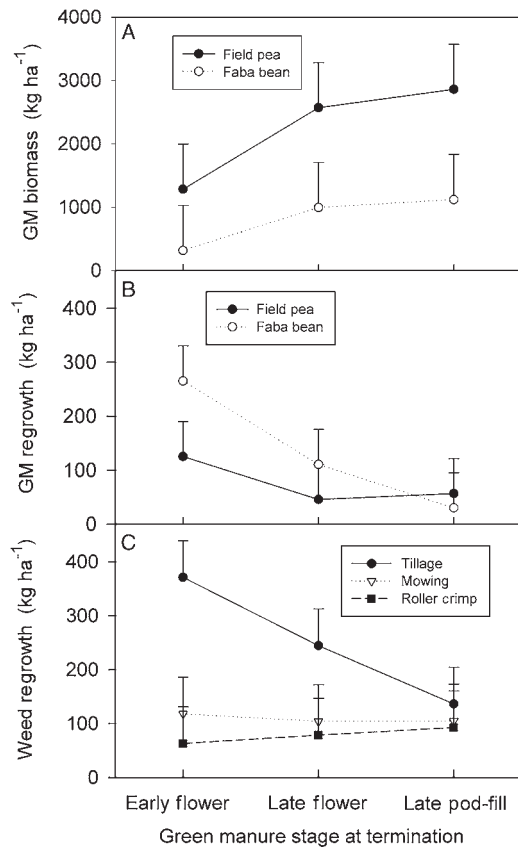 A
Field pea
Faba bean
GM biomass (kg ha⁻¹)
4000
3000
2000
1000
0
B
Field pea
Faba bean
GM regrowth (kg ha⁻¹)
400
300
200
100
0
C
Tillage
Mowing
Roller crimp
Weed regrowth (kg ha⁻¹)
400
300
200
100
0
Early flower Late flower Late pod-fill
Green manure stage at termination